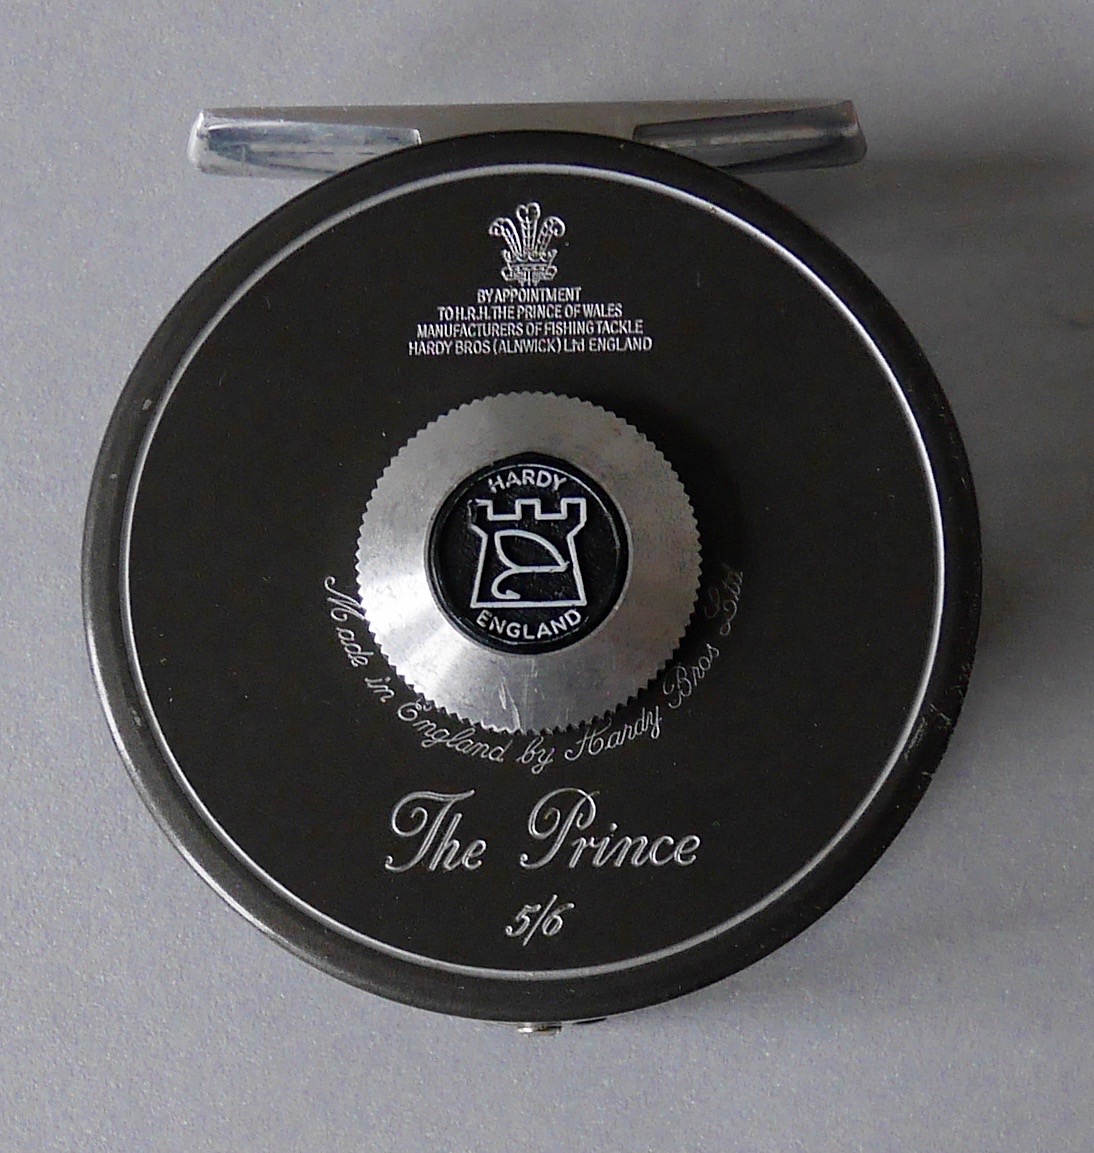 BY APPOINTMENT
TO H.R.H. THE PRINCE OF WALES
MANUFACTURERS OF FISHING TACKLE
HARDY BROS (ALNWICK) Ltd ENGLAND
HARDY
ENGLAND
Made in England by Hardy Bros Ltd
The Prince
5/6